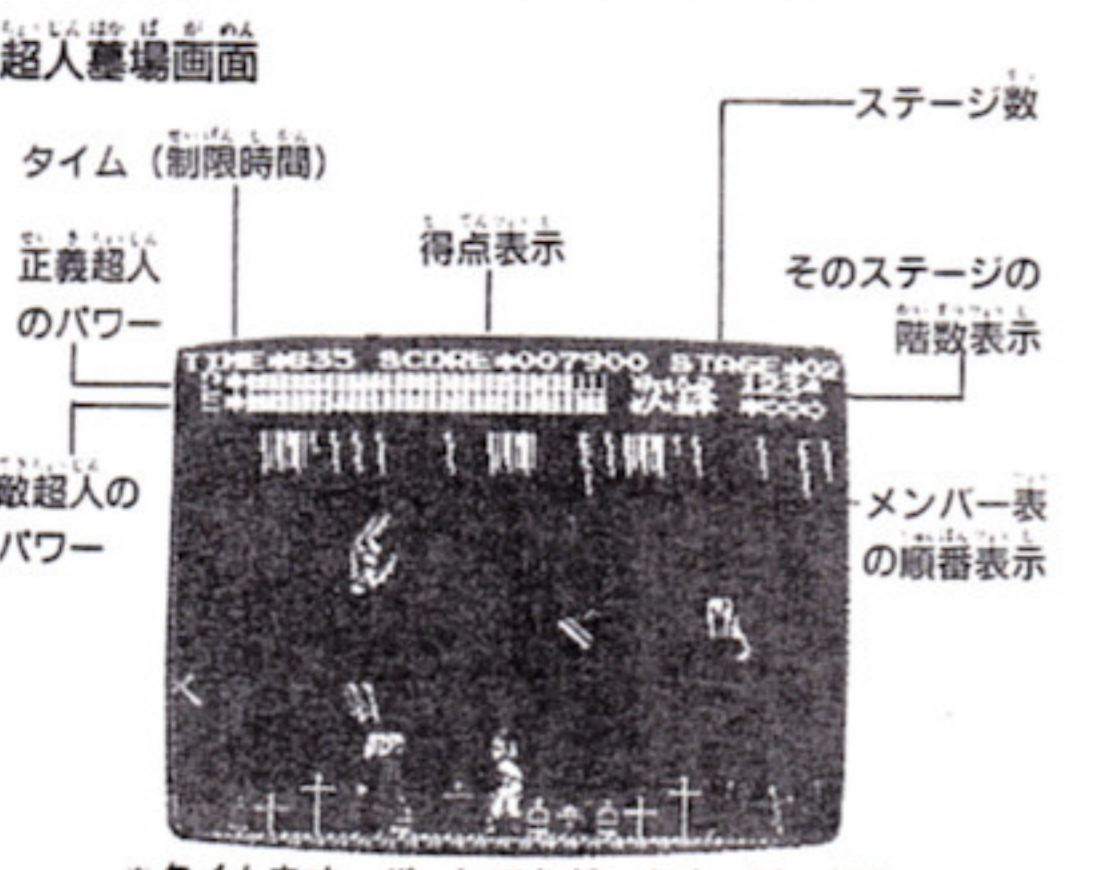 超人墓場画面
ステージ数
タイム（制限時間）
得点表示
正義超人
のパワー
そのステージの
階数表示
TIME 835 SCORE 007900 STAGE 02
敵超人の
パワー
メンバー表
の順番表示